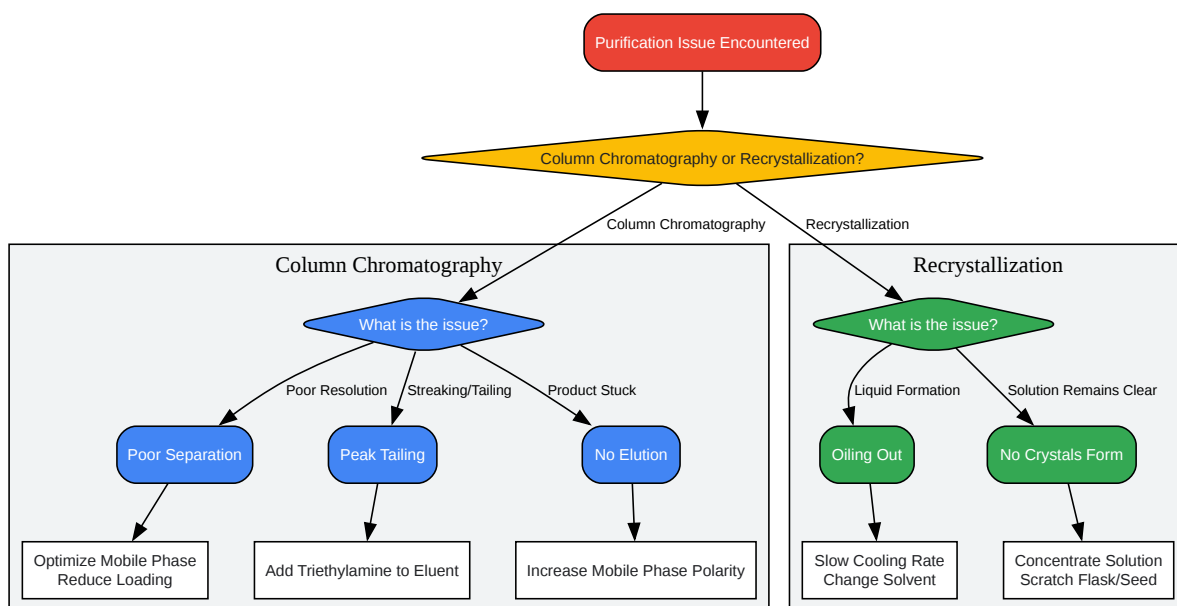 Purification Issue Encountered
Column Chromatography or Recrystallization?
Column Chromatography
Recrystallization
Column Chromatography
Recrystallization
What is the issue?
What is the issue?
Poor Resolution
Streaking/Tailing
Product Stuck
Liquid Formation
Solution Remains Clear
Poor Separation
Peak Tailing
No Elution
Oiling Out
No Crystals Form
Optimize Mobile Phase
Reduce Loading
Add Triethylamine to Eluent
Increase Mobile Phase Polarity
Slow Cooling Rate
Change Solvent
Concentrate Solution
Scratch Flask/Seed